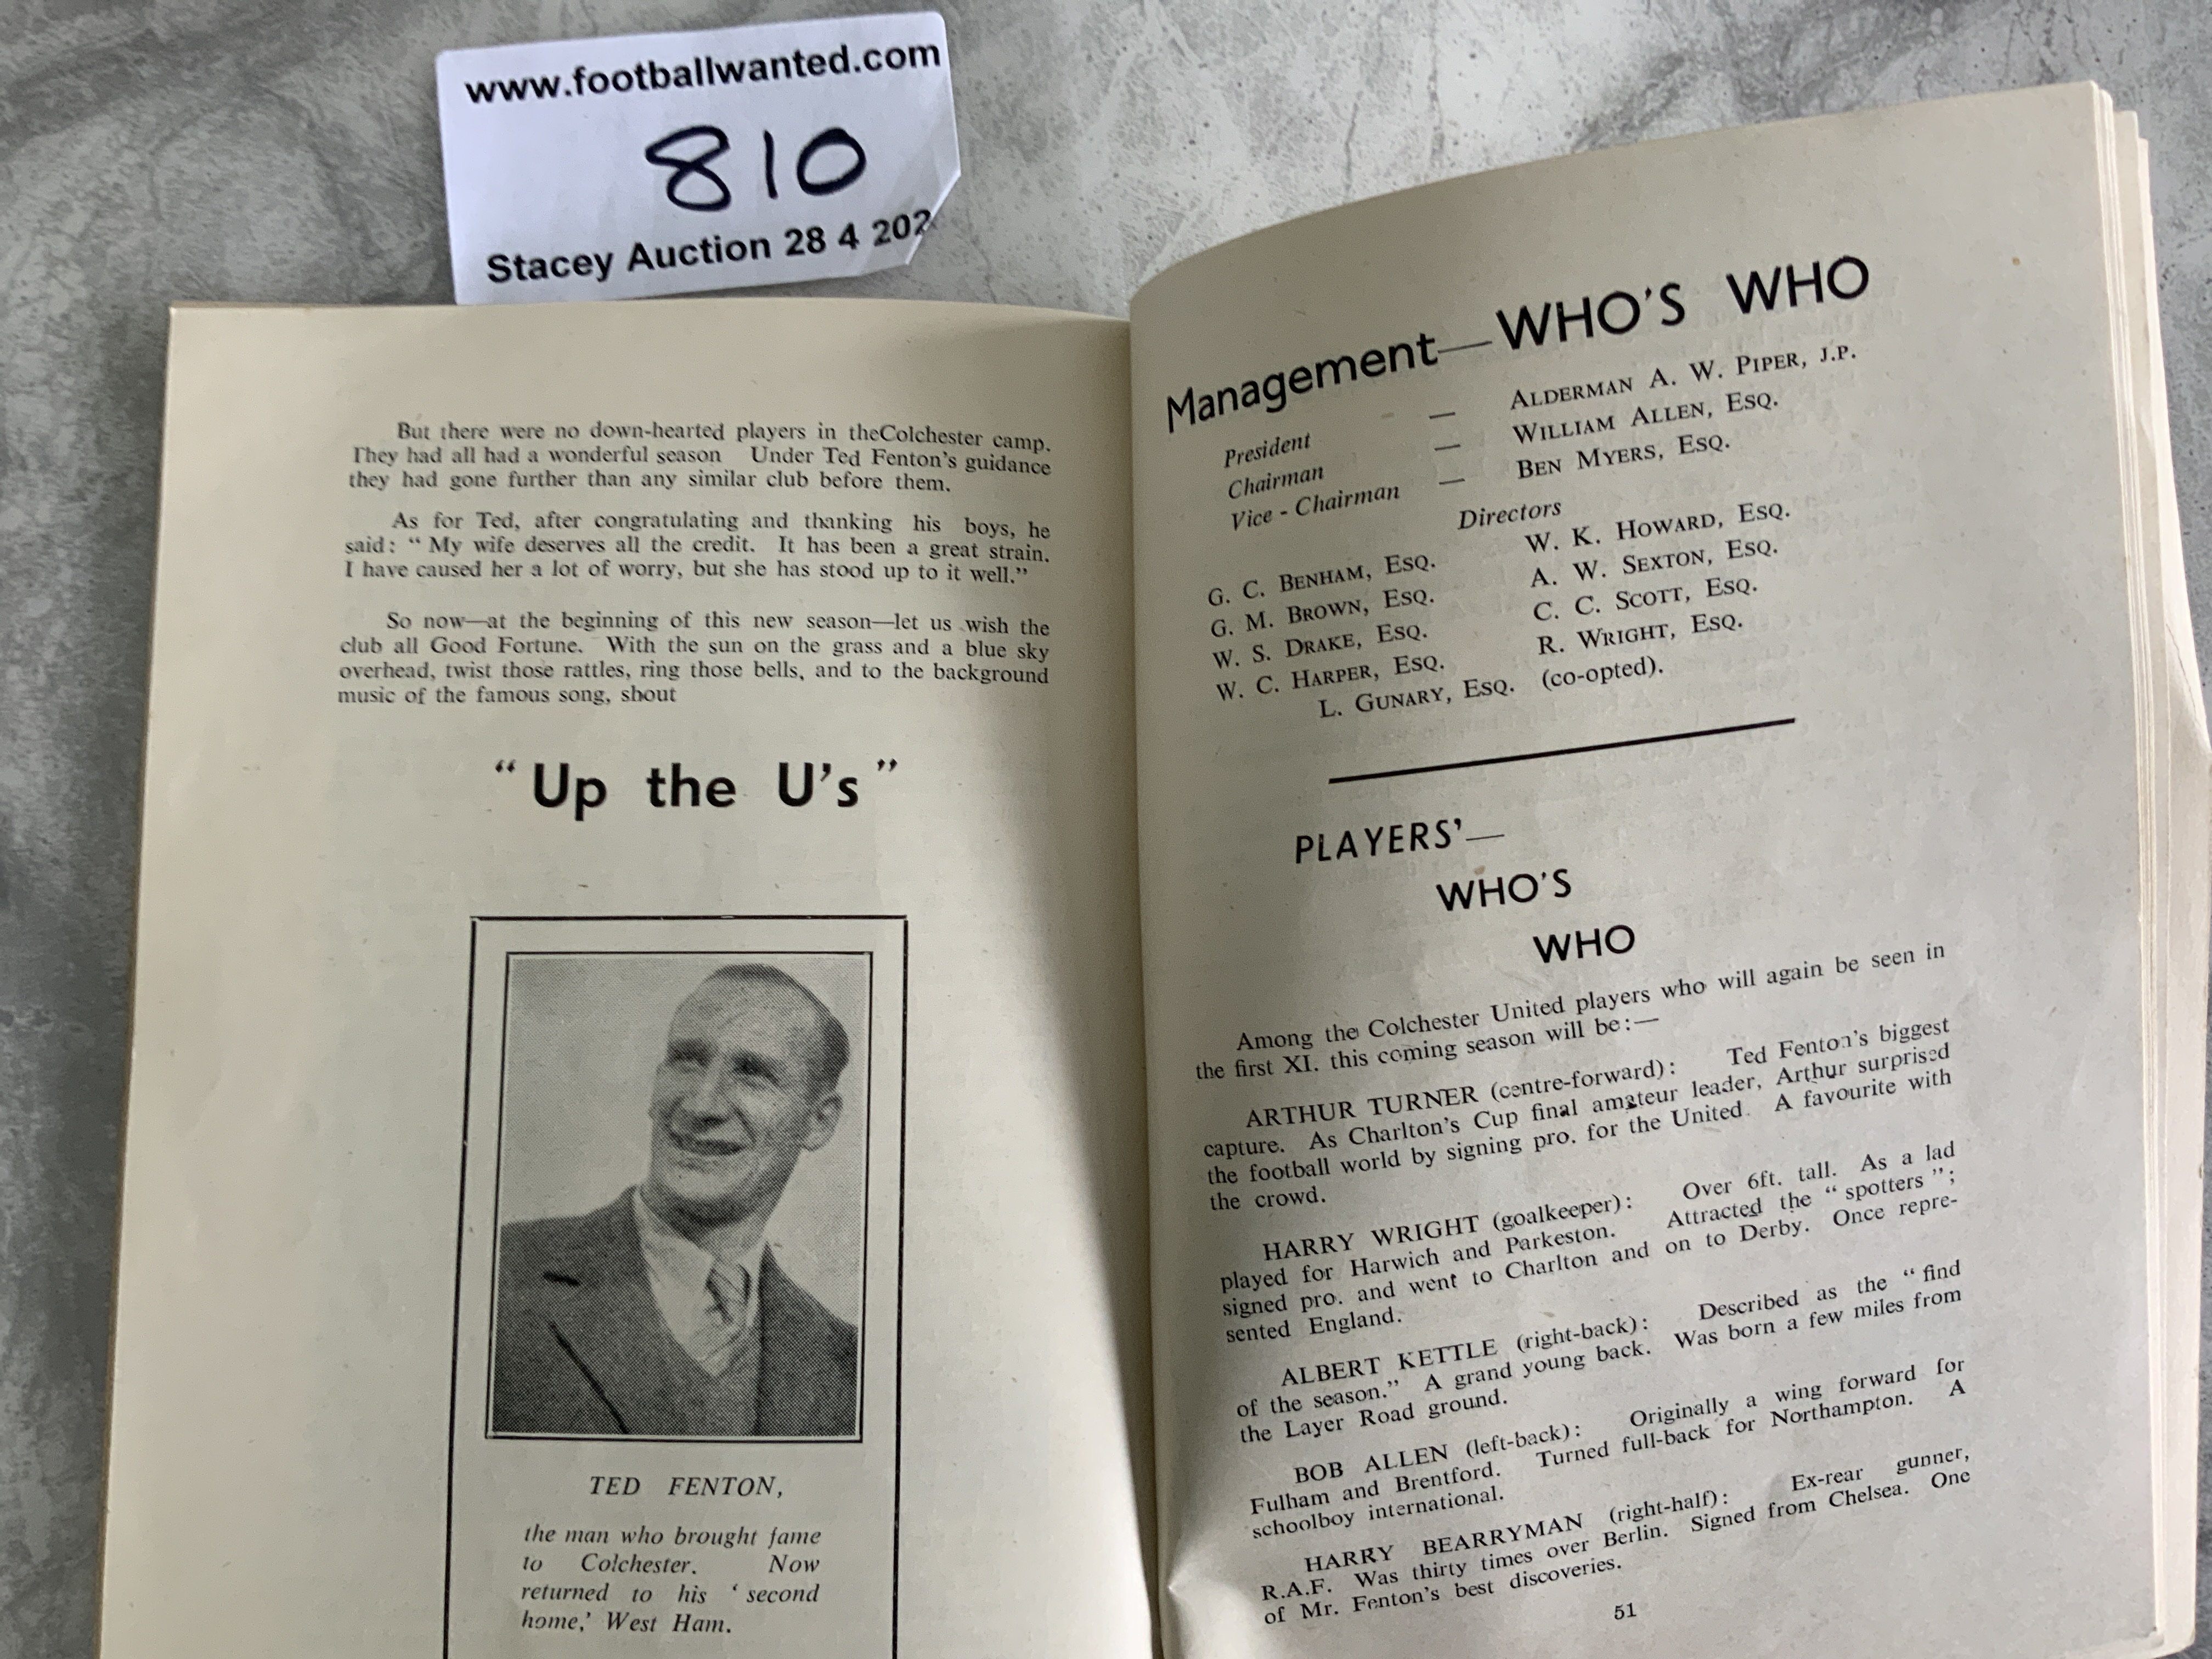 www.footballwanted.com
810
Stacey Auction 28 4 202
But there were no down-hearted players in theColchester camp.
They had all had a wonderful season Under Ted Fenton's guidance
they had gone further than any similar club before them.
As for Ted, after congratulating and thanking his boys, he
said: “ My wife deserves all the credit. It has been a great strain.
I have caused her a lot of worry, but she has stood up to it well.”
So now—at the beginning of this new season—let us wish the
club all Good Fortune. With the sun on the grass and a blue sky
overhead, twist those rattles, ring those bells, and to the background
music of the famous song, shout
“ Up the U's ”
TED FENTON,
the man who brought fame
to Colchester. Now
returned to his ‘ second
home,’ West Ham.
Management—WHO'S WHO
President — ALDERMAN A. W. PIPER, J.P.
Chairman — WILLIAM ALLEN, ESQ.
Vice - Chairman — BEN MYERS, ESQ.
Directors
G. C. BENHAM, ESQ. W. K. HOWARD, ESQ.
G. M. BROWN, ESQ. A. W. SEXTON, ESQ.
W. S. DRAKE, ESQ. C. C. SCOTT, ESQ.
W. C. HARPER, ESQ. R. WRIGHT, ESQ.
L. GUNARY, ESQ. (co-opted).
PLAYERS'—
WHO'S
WHO
Among the Colchester United players who will again be seen in
the first XI. this coming season will be:—
ARTHUR TURNER (centre-forward): Ted Fenton's biggest
capture. As Charlton's Cup final amateur leader, Arthur surprised
the football world by signing pro. for the United. A favourite with
the crowd.
HARRY WRIGHT (goalkeeper): Over 6ft. tall. As a lad
played for Harwich and Parkeston. Attracted the “ spotters ”;
signed pro. and went to Charlton and on to Derby. Once repre-
sented England.
ALBERT KETTLE (right-back): Described as the “ find
of the season.” A grand young back. Was born a few miles from
the Layer Road ground.
BOB ALLEN (left-back): Originally a wing forward for
Fulham and Brentford. Turned full-back for Northampton. A
schoolboy international.
HARRY BEARRYMAN (right-half): Ex-rear gunner,
R.A.F. Was thirty times over Berlin. Signed from Chelsea. One
of Mr. Fenton's best discoveries.
51